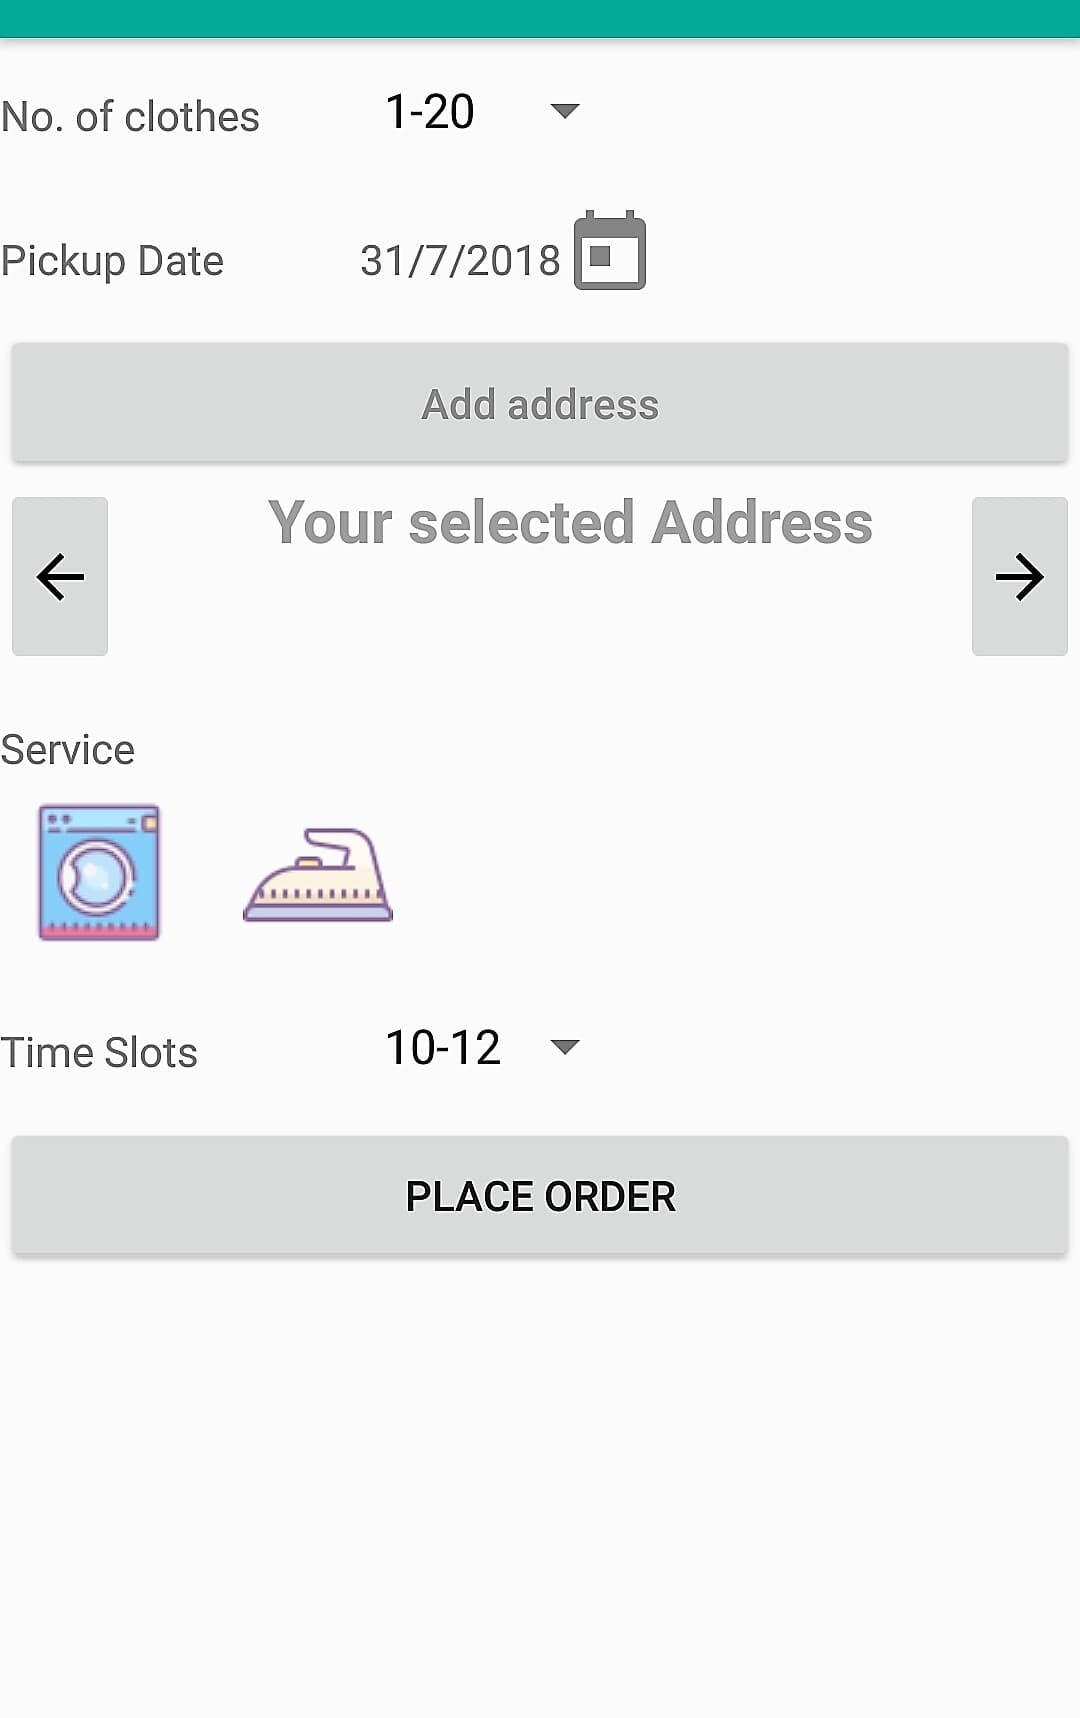 No. of clothes 1-20
Pickup Date 31/7/2018
Add address
Your selected Address
Service
Time Slots 10-12
PLACE ORDER